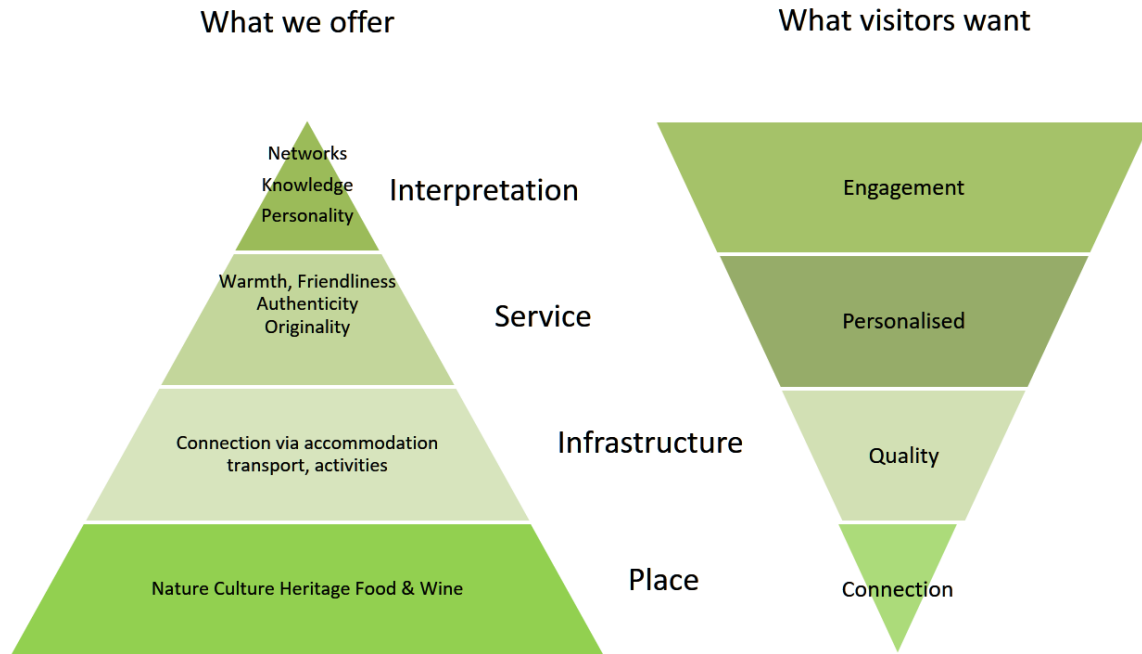 What we offer
What visitors want
Networks
Knowledge
Personality
Interpretation
Engagement
Warmth, Friendliness
Authenticity
Originality
Service
Personalised
Connection via accommodation
transport, activities
Infrastructure
Quality
Nature Culture Heritage Food & Wine
Place
Connection